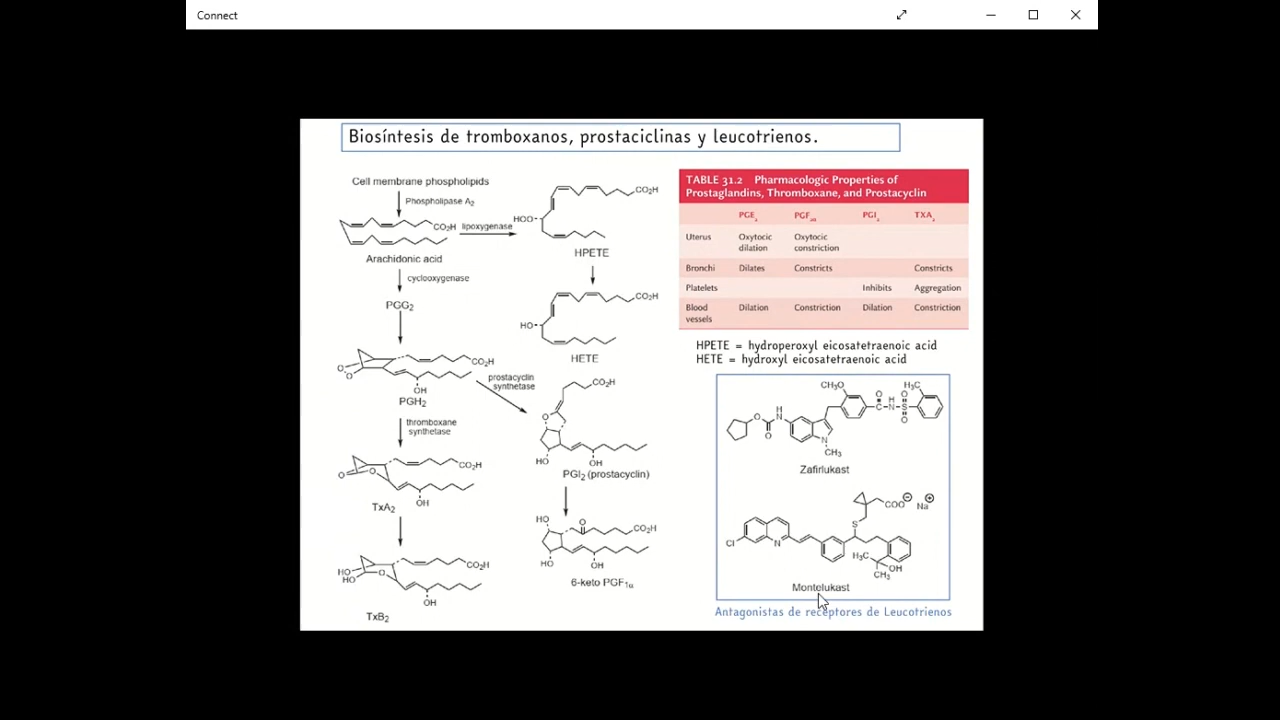 Connect
Biosíntesis de tromboxanos, prostaciclinas y leucotrienos.
Cell membrane phospholipids
Phospholipase A2
CO2H
lipoxygenase
Arachidonic acid
HOO
CO2H
HPETE
cyclooxygenase
PGG2
HO
CO2H
HETE
O
O
CO2H
OH
PGH2
prostacyclin
synthetase
thromboxane
synthetase
O
O
CO2H
OH
TxA2
CO2H
O
HO
OH
PGI2 (prostacyclin)
HO
HO
O
CO2H
OH
TxB2
HO
O
CO2H
HO
OH
6-keto PGF1α
TABLE 31.2 Pharmacologic Properties of
Prostaglandins, Thromboxane, and Prostacyclin
PGE2 PGF2α PGI2 TXA2
Uterus Oxytocic Oxytocic
dilation constriction
Bronchi Dilates Constricts Constricts
Platelets Inhibits Aggregation
Blood Dilation Constriction Dilation Constriction
vessels
HPETE = hydroperoxyl eicosatetraenoic acid
HETE = hydroxyl eicosatetraenoic acid
CH3O
H3C
O
H
N
O
O
C
N
H
S
O
O
N
CH3
Zafirlukast
COO⊖ Na⊕
S
Cl
N
H3C
OH
CH3
Montelukast
Antagonistas de receptores de Leucotrienos